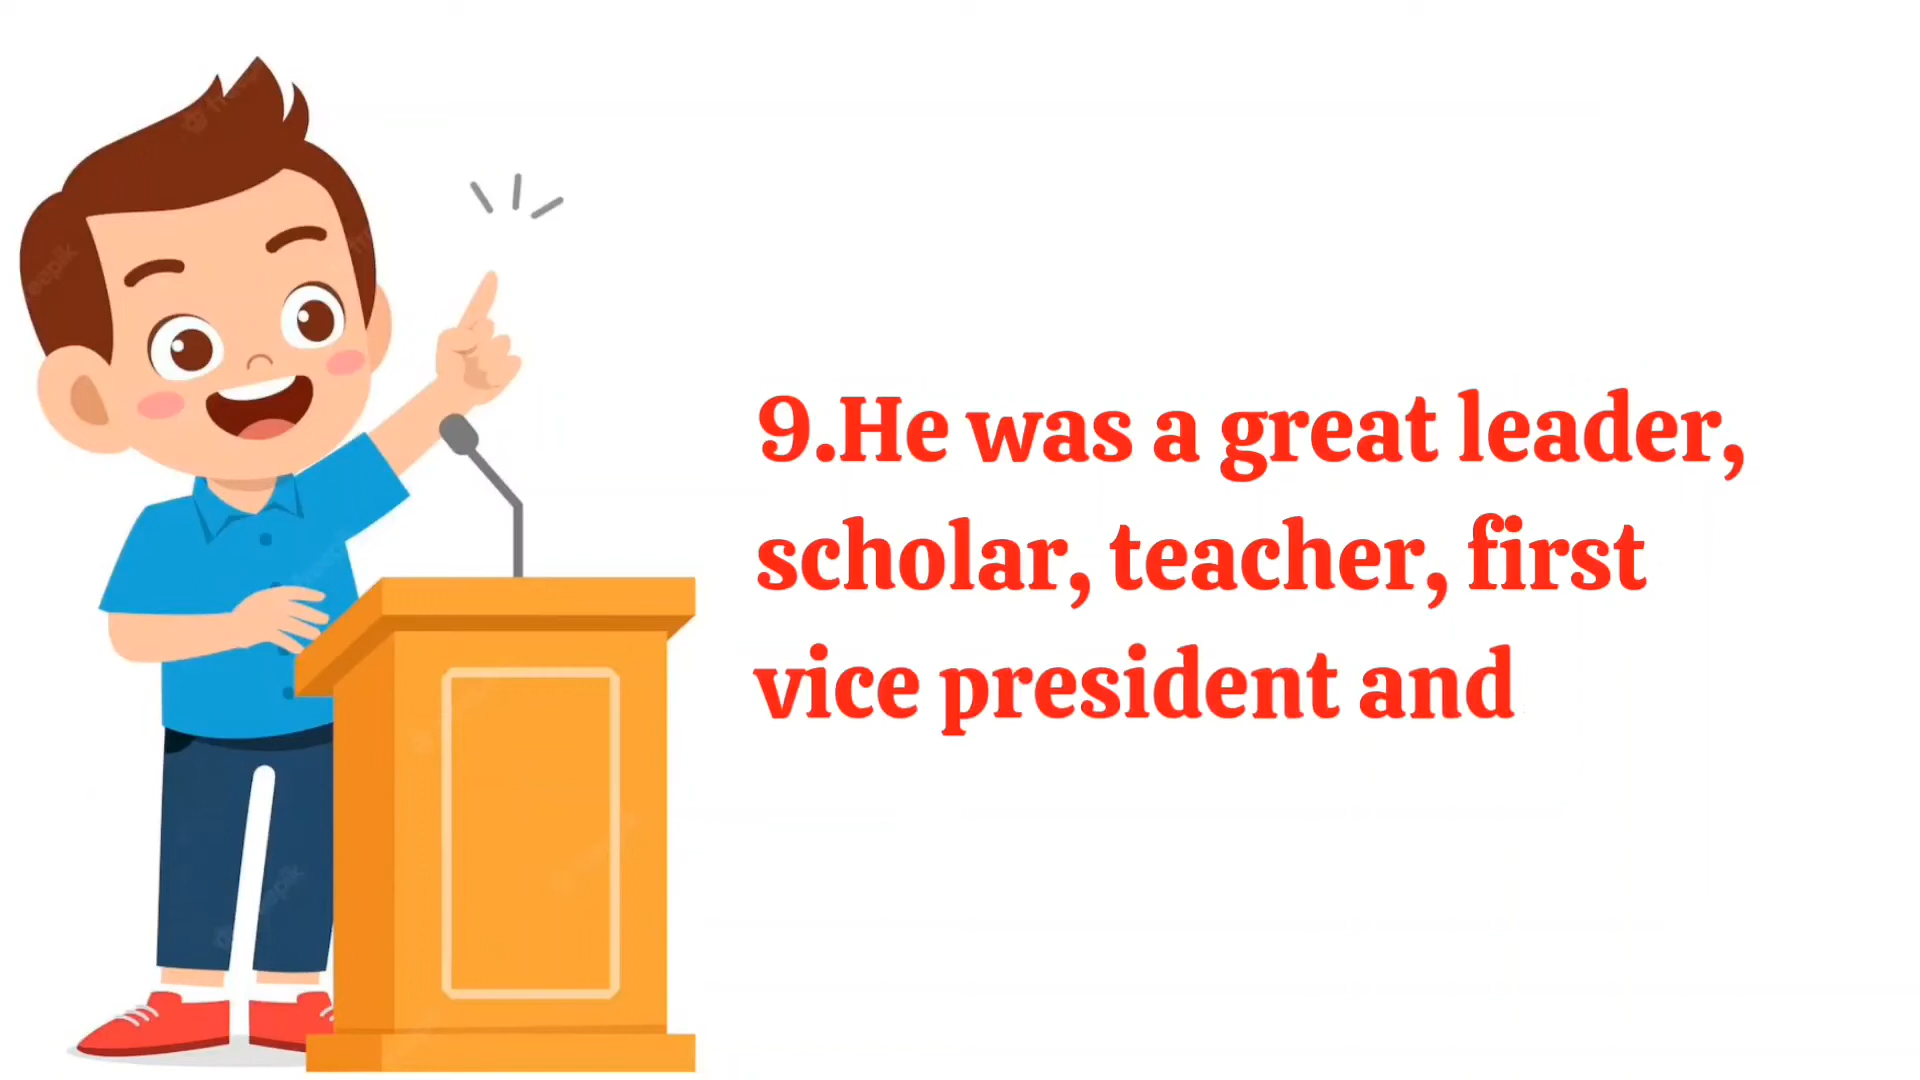 9.He was a great leader,
scholar, teacher, first
vice president and